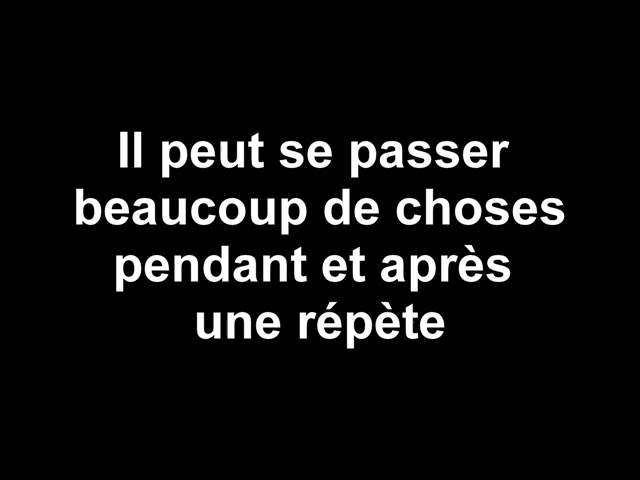 Il peut se passer
beaucoup de choses
pendant et après
une répète